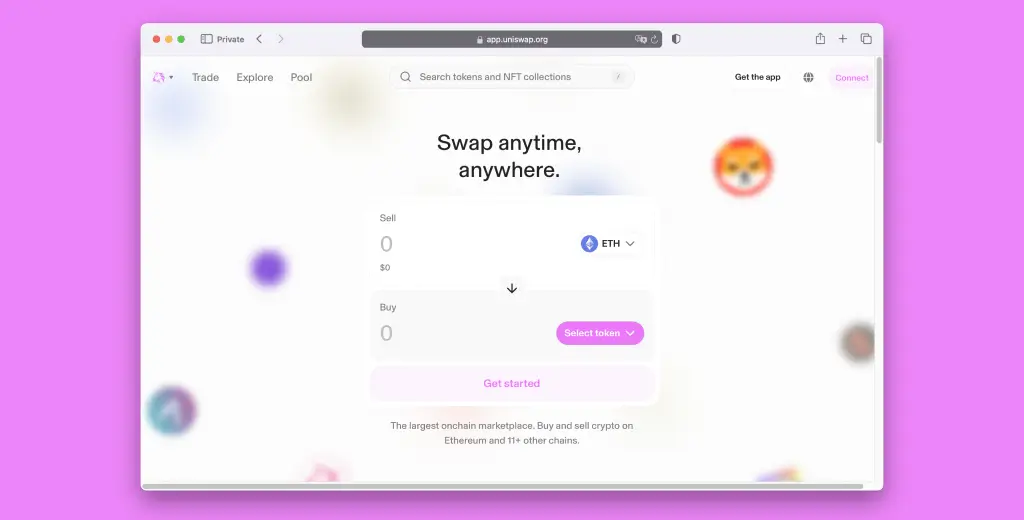 Private
app.uniswap.org
Trade Explore Pool
Search tokens and NFT collections /
Get the app
Connect
Swap anytime,
anywhere.
Sell
0
ETH
$0
Buy
0
Select token
Get started
The largest onchain marketplace. Buy and sell crypto on
Ethereum and 11+ other chains.